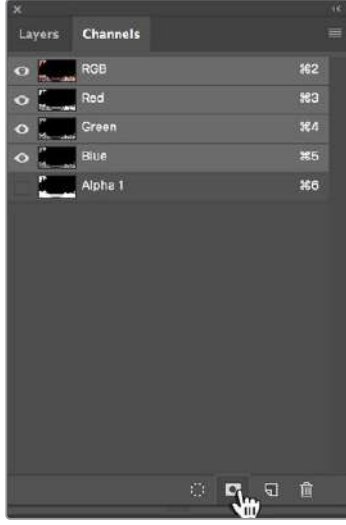 Layers Channels
RGB ⌘2
Red ⌘3
Green ⌘4
Blue ⌘5
Alpha 1 ⌘6